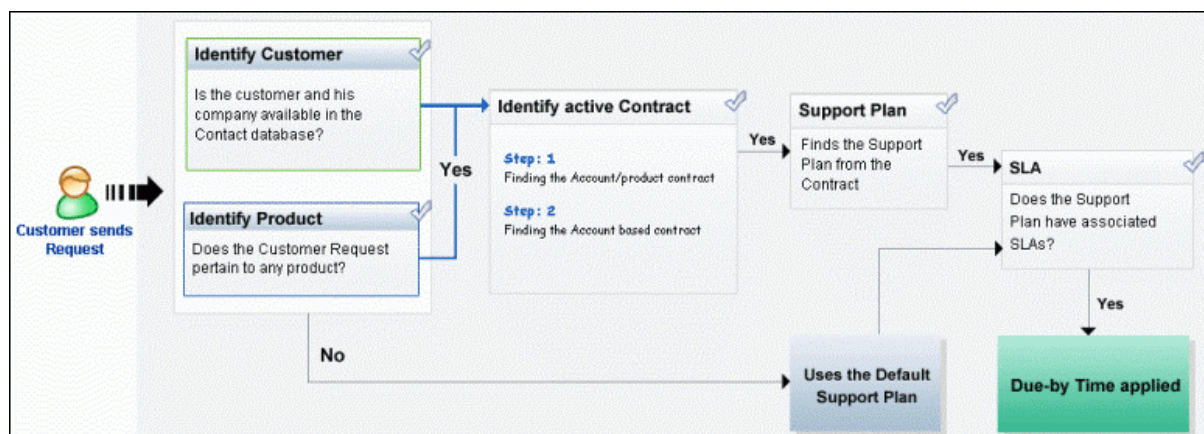 Customer sends
Request
Identify Customer
Is the customer and his
company available in the
Contact database?
Identify Product
Does the Customer Request
pertain to any product?
Yes
No
Identify active Contract
Step: 1
Finding the Account/product contract
Step: 2
Finding the Account based contract
Yes
Support Plan
Finds the Support
Plan from the
Contract
Yes
SLA
Does the Support
Plan have associated
SLAs?
Yes
Uses the Default
Support Plan
Due-by Time applied